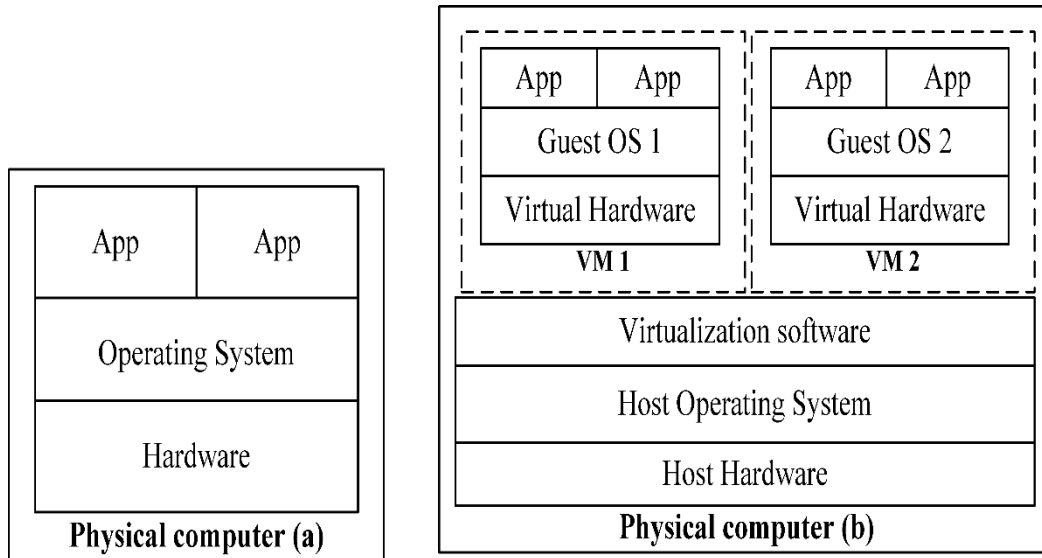 App App
Operating System
Hardware
Physical computer (a)
App App
Guest OS 1
Virtual Hardware
VM 1
App App
Guest OS 2
Virtual Hardware
VM 2
Virtualization software
Host Operating System
Host Hardware
Physical computer (b)